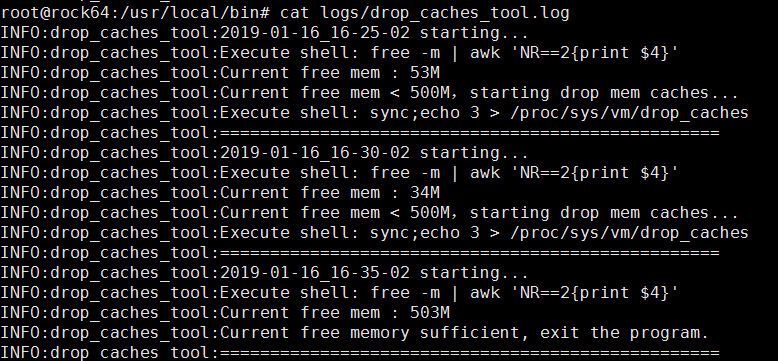 root@rock64:/usr/local/bin# cat logs/drop_caches_tool.log
INFO:drop_caches_tool:2019-01-16_16-25-02 starting...
INFO:drop_caches_tool:Execute shell: free -m | awk 'NR==2{print $4}'
INFO:drop_caches_tool:Current free mem : 53M
INFO:drop_caches_tool:Current free mem < 500M，starting drop mem caches...
INFO:drop_caches_tool:Execute shell: sync;echo 3 > /proc/sys/vm/drop_caches
INFO:drop_caches_tool:==================================================
INFO:drop_caches_tool:2019-01-16_16-30-02 starting...
INFO:drop_caches_tool:Execute shell: free -m | awk 'NR==2{print $4}'
INFO:drop_caches_tool:Current free mem : 34M
INFO:drop_caches_tool:Current free mem < 500M，starting drop mem caches...
INFO:drop_caches_tool:Execute shell: sync;echo 3 > /proc/sys/vm/drop_caches
INFO:drop_caches_tool:==================================================
INFO:drop_caches_tool:2019-01-16_16-35-02 starting...
INFO:drop_caches_tool:Execute shell: free -m | awk 'NR==2{print $4}'
INFO:drop_caches_tool:Current free mem : 503M
INFO:drop_caches_tool:Current free memory sufficient, exit the program.
INFO:drop_caches_tool:==================================================